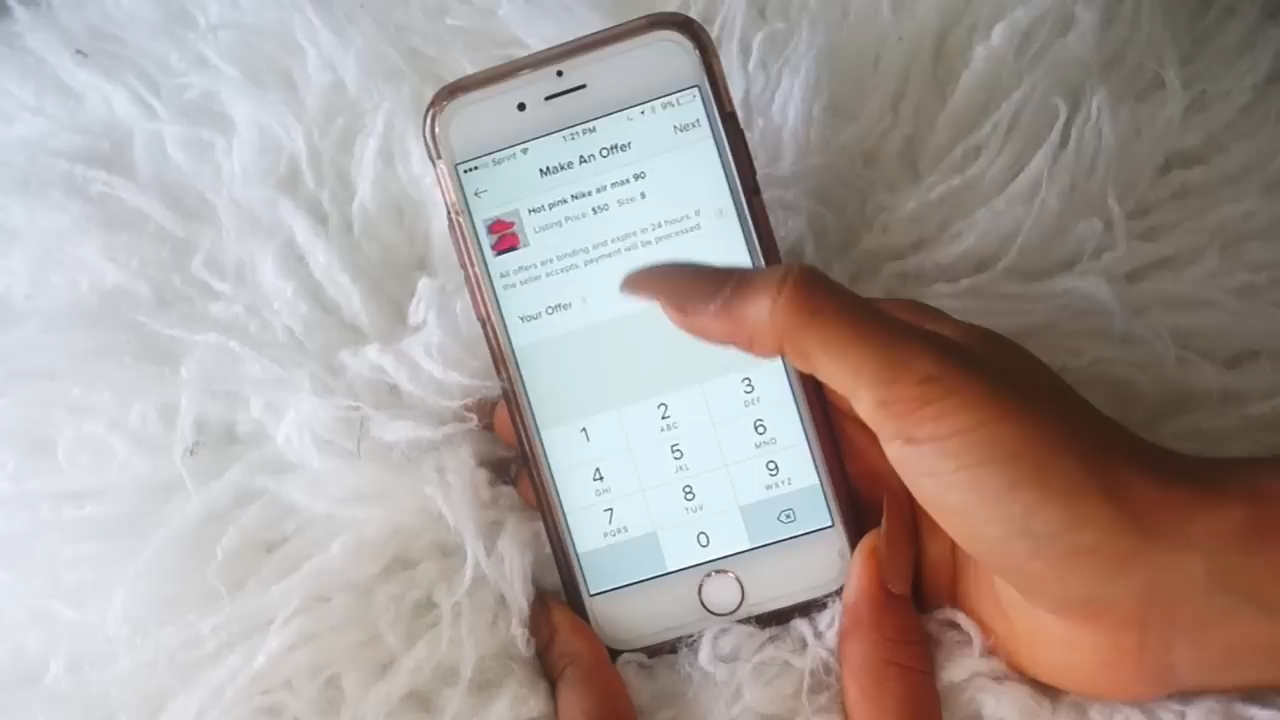 Sprint 1:21 PM 9%
Make An Offer Next
Hot pink Nike air max 90
Listing Price: $50 Size: 8
All offers are binding and expire in 24 hours. If
the seller accepts, payment will be processed
Your Offer
1 2 ABC 3 DEF
4 GHI 5 JKL 6 MNO
7 PQRS 8 TUV 9 WXYZ
0